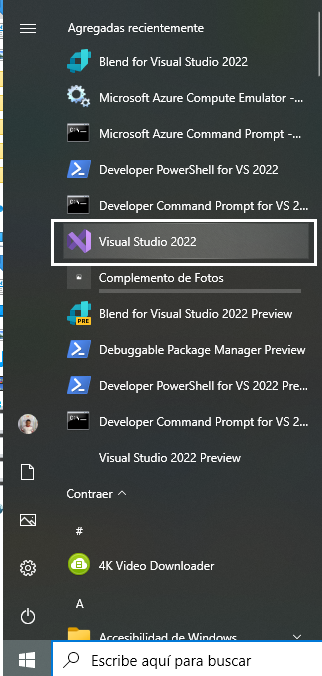 Agregadas recientemente
Blend for Visual Studio 2022
Microsoft Azure Compute Emulator -...
Microsoft Azure Command Prompt -...
Developer PowerShell for VS 2022
Developer Command Prompt for VS 2...
Visual Studio 2022
Complemento de Fotos
Blend for Visual Studio 2022 Preview
Debuggable Package Manager Preview
Developer PowerShell for VS 2022 Pre...
Developer Command Prompt for VS 2...
Visual Studio 2022 Preview
Contraer
#
4K Video Downloader
A
Accesibilidad de Windows
Escribe aquí para buscar